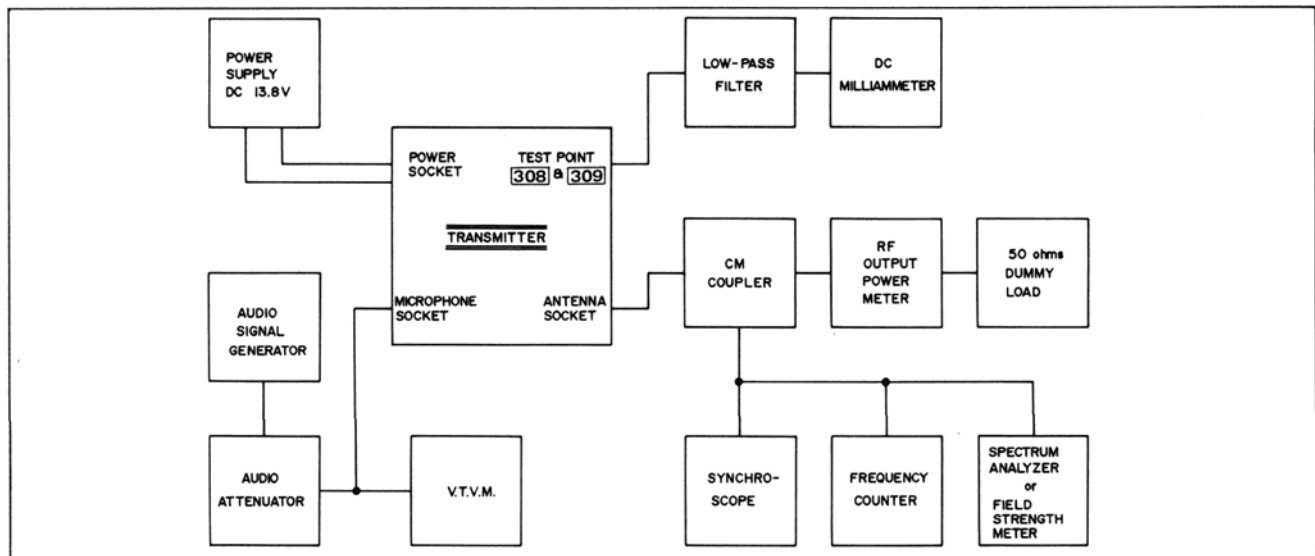 POWER
SUPPLY
DC 13.8V
LOW-PASS
FILTER
DC
MILLIAMMETER
POWER
SOCKET
TEST POINT
308 & 309
TRANSMITTER
MICROPHONE
SOCKET
ANTENNA
SOCKET
CM
COUPLER
RF
OUTPUT
POWER
METER
50 ohms
DUMMY
LOAD
AUDIO
SIGNAL
GENERATOR
AUDIO
ATTENUATOR
V.T.V.M.
SYNCHRO-
SCOPE
FREQUENCY
COUNTER
SPECTRUM
ANALYZER
or
FIELD
STRENGTH
METER